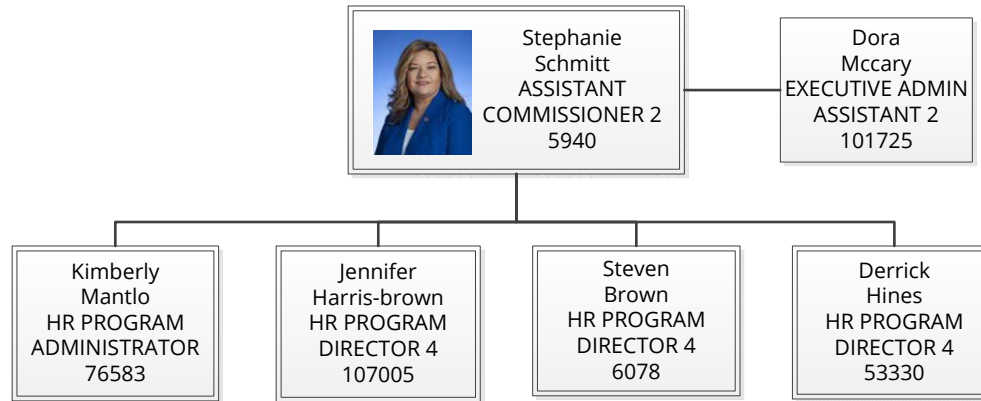 Stephanie
Schmitt
ASSISTANT
COMMISSIONER 2
5940
Dora
Mccary
EXECUTIVE ADMIN
ASSISTANT 2
101725
Kimberly
Mantlo
HR PROGRAM
ADMINISTRATOR
76583
Jennifer
Harris-brown
HR PROGRAM
DIRECTOR 4
107005
Steven
Brown
HR PROGRAM
DIRECTOR 4
6078
Derrick
Hines
HR PROGRAM
DIRECTOR 4
53330